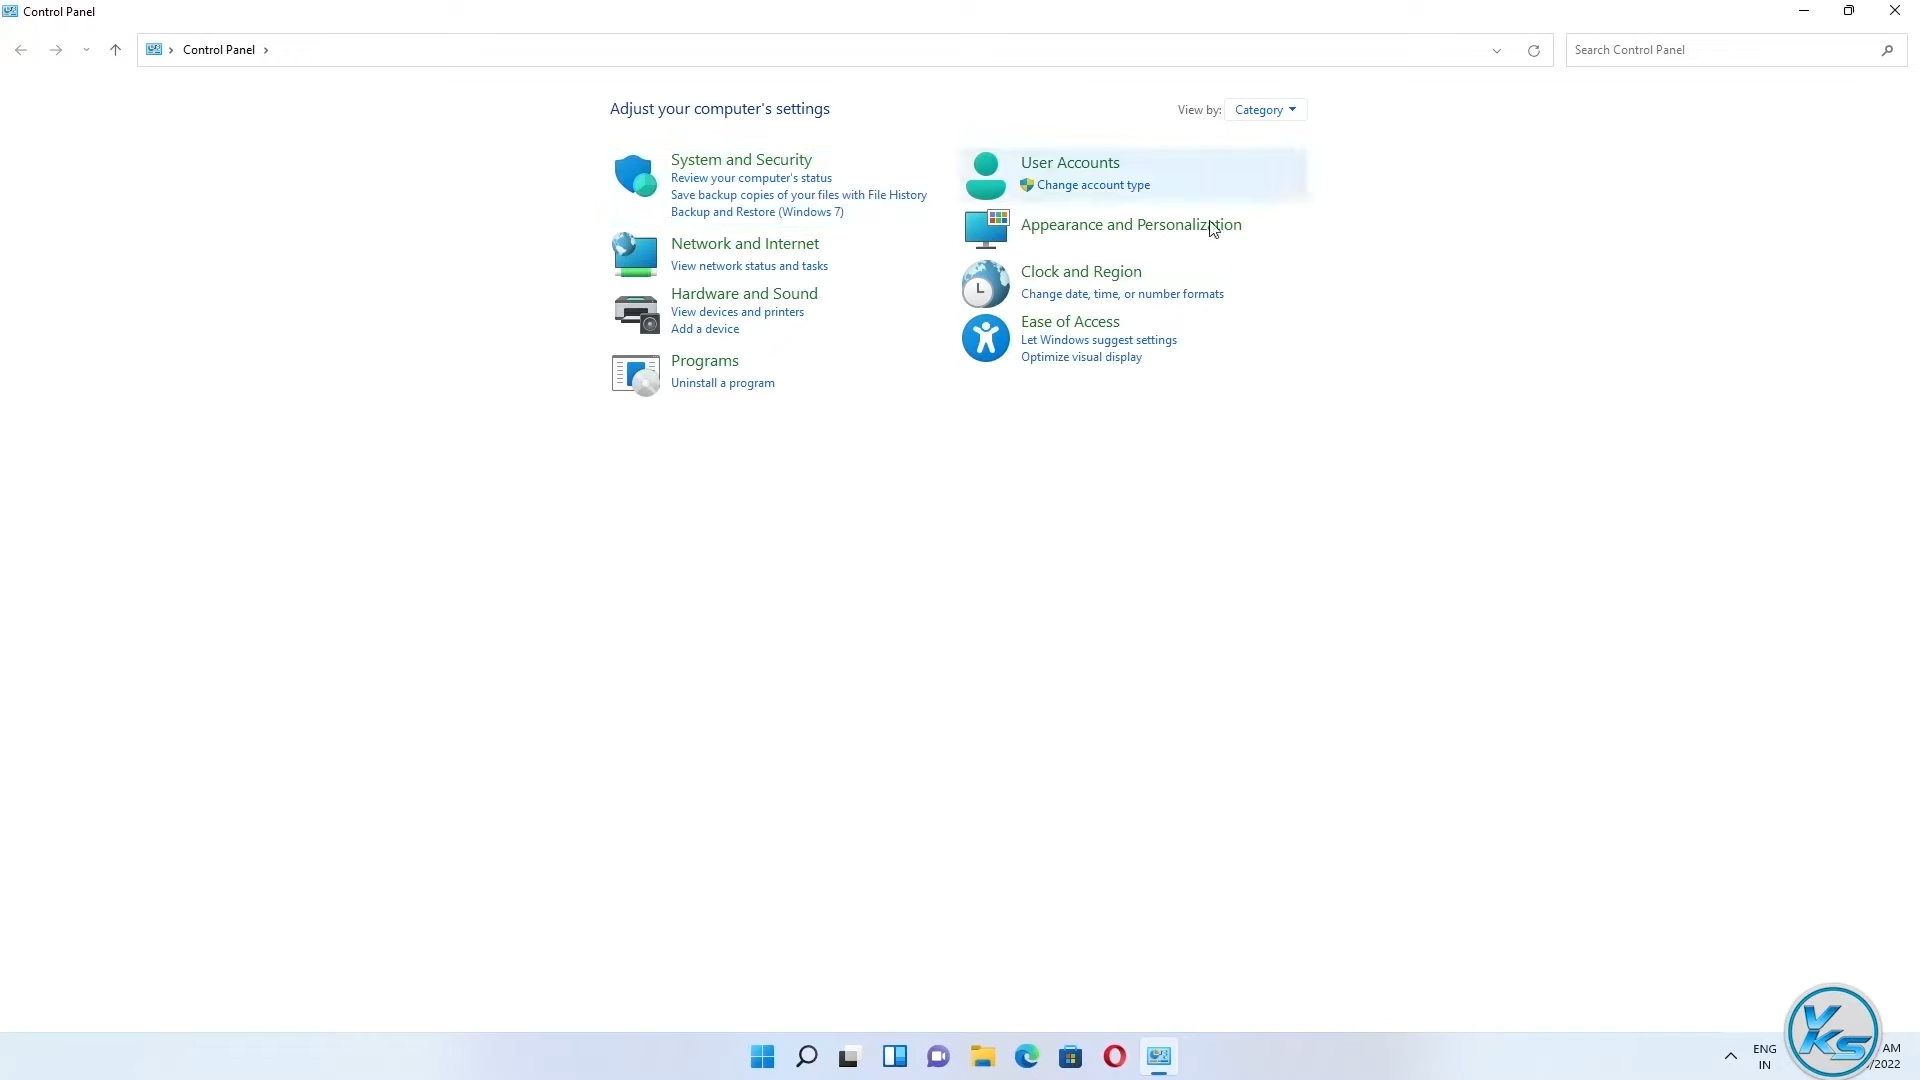 Control Panel
Control Panel
Search Control Panel
Adjust your computer's settings
View by: Category
System and Security
Review your computer's status
Save backup copies of your files with File History
Backup and Restore (Windows 7)
Network and Internet
View network status and tasks
Hardware and Sound
View devices and printers
Add a device
Programs
Uninstall a program
User Accounts
Change account type
Appearance and Personalization
Clock and Region
Change date, time, or number formats
Ease of Access
Let Windows suggest settings
Optimize visual display
ENG
IN
AM
/2022
VKS